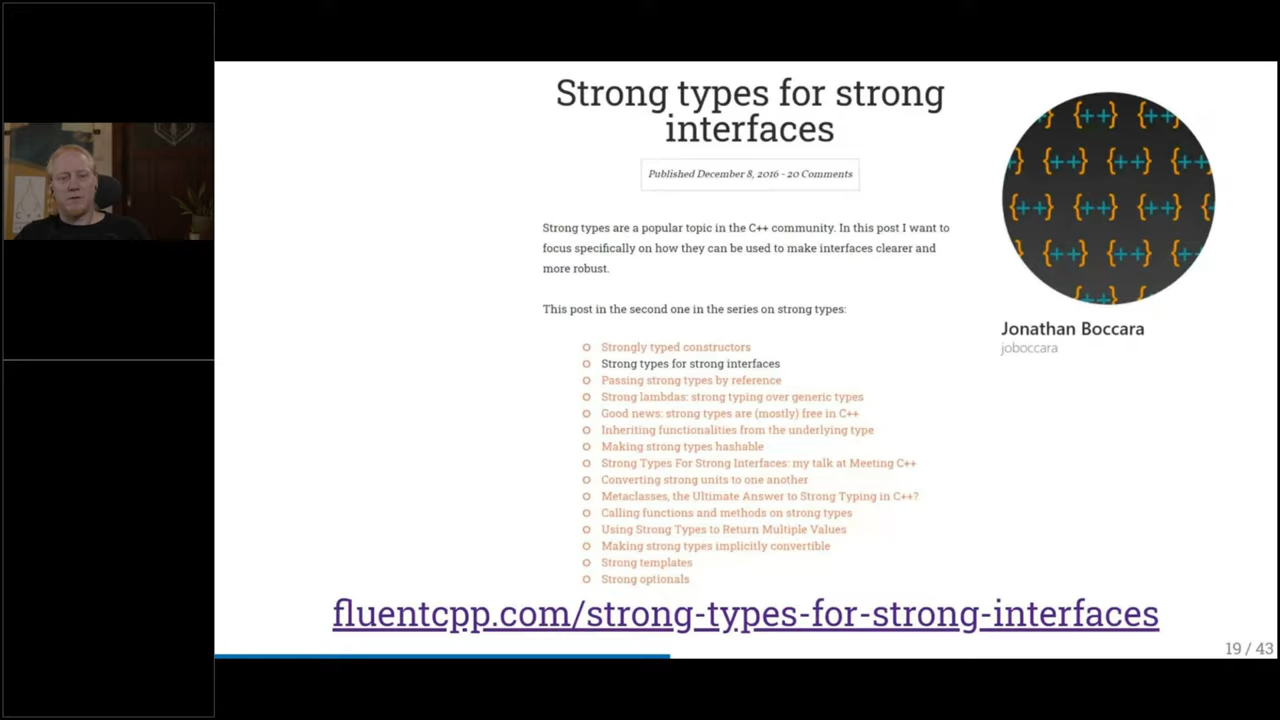 Strong types for strong
interfaces
Published December 8, 2016 - 20 Comments
Strong types are a popular topic in the C++ community. In this post I want to
focus specifically on how they can be used to make interfaces clearer and
more robust.
This post in the second one in the series on strong types:
Strongly typed constructors
Strong types for strong interfaces
Passing strong types by reference
Strong lambdas: strong typing over generic types
Good news: strong types are (mostly) free in C++
Inheriting functionalities from the underlying type
Making strong types hashable
Strong Types For Strong Interfaces: my talk at Meeting C++
Converting strong units to one another
Metaclasses, the Ultimate Answer to Strong Typing in C++?
Calling functions and methods on strong types
Using Strong Types to Return Multiple Values
Making strong types implicitly convertible
Strong templates
Strong optionals
{++} {++} {++}
{++} {++} {++}
{++} {++} {++}
{++} {++} {++}
{++}
Jonathan Boccara
joboccara
fluentcpp.com/strong-types-for-strong-interfaces
19 / 43
C++